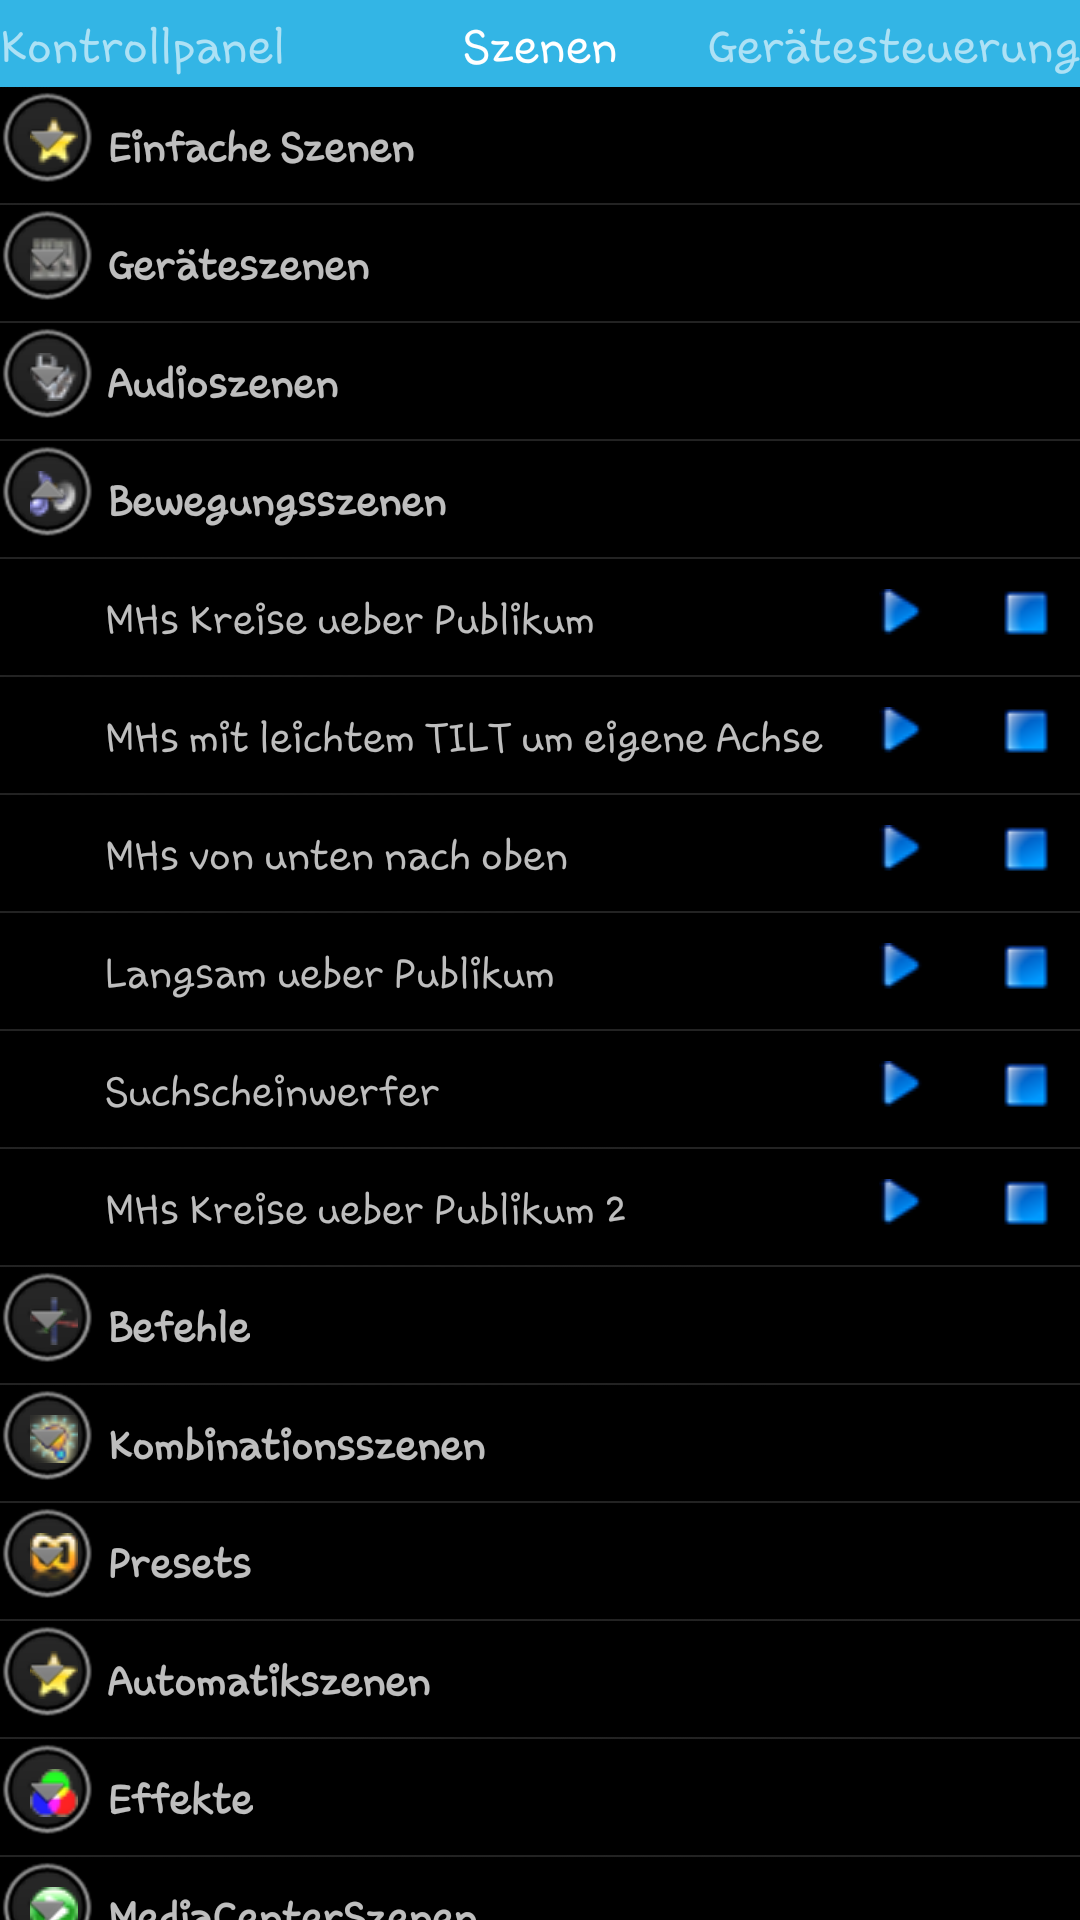 Kontrollpanel Szenen Gerätesteuerung
Einfache Szenen
Geräteszenen
Audioszenen
Bewegungsszenen
MHs Kreise ueber Publikum
MHs mit leichtem TILT um eigene Achse
MHs von unten nach oben
Langsam ueber Publikum
Suchscheinwerfer
MHs Kreise ueber Publikum 2
Befehle
Kombinationsszenen
Presets
Automatikszenen
Effekte
MediaCenterSzenen